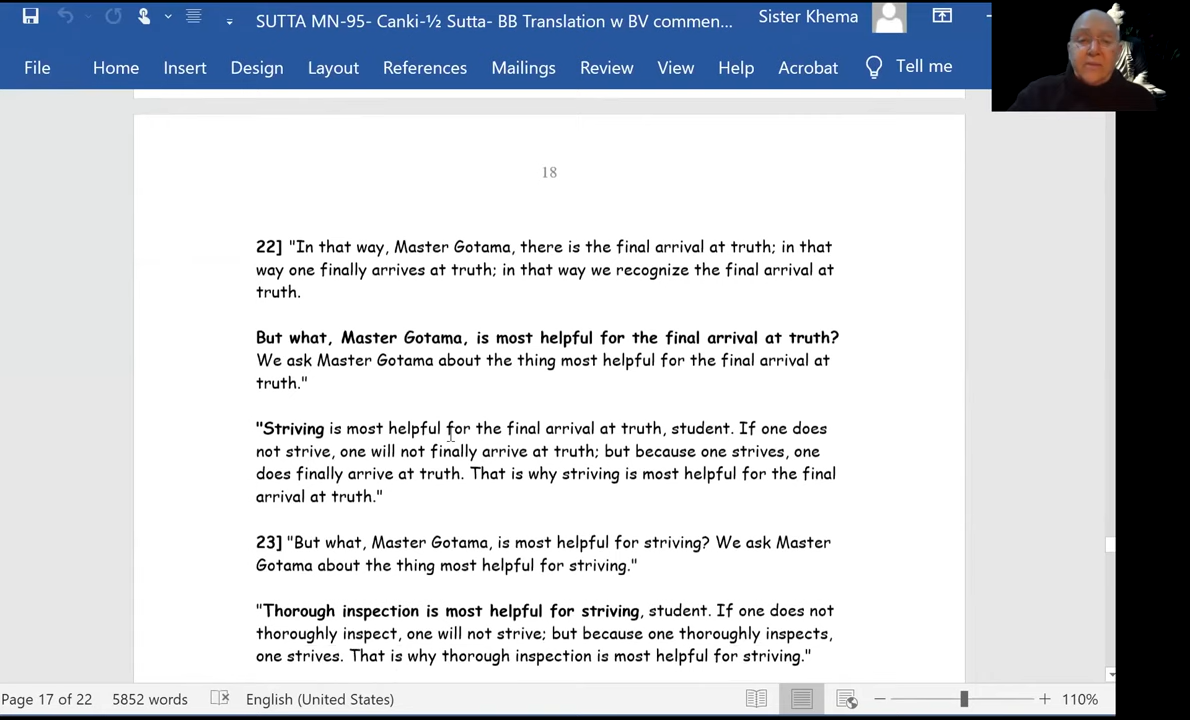 SUTTA MN-95- Canki-½ Sutta- BB Translation w BV commen...
Sister Khema
File Home Insert Design Layout References Mailings Review View Help Acrobat Tell me
18
22] "In that way, Master Gotama, there is the final arrival at truth; in that
way one finally arrives at truth; in that way we recognize the final arrival at
truth.
But what, Master Gotama, is most helpful for the final arrival at truth?
We ask Master Gotama about the thing most helpful for the final arrival at
truth."
"Striving is most helpful for the final arrival at truth, student. If one does
not strive, one will not finally arrive at truth; but because one strives, one
does finally arrive at truth. That is why striving is most helpful for the final
arrival at truth."
23] "But what, Master Gotama, is most helpful for striving? We ask Master
Gotama about the thing most helpful for striving."
"Thorough inspection is most helpful for striving, student. If one does not
thoroughly inspect, one will not strive; but because one thoroughly inspects,
one strives. That is why thorough inspection is most helpful for striving."
Page 17 of 22 5852 words English (United States) 110%